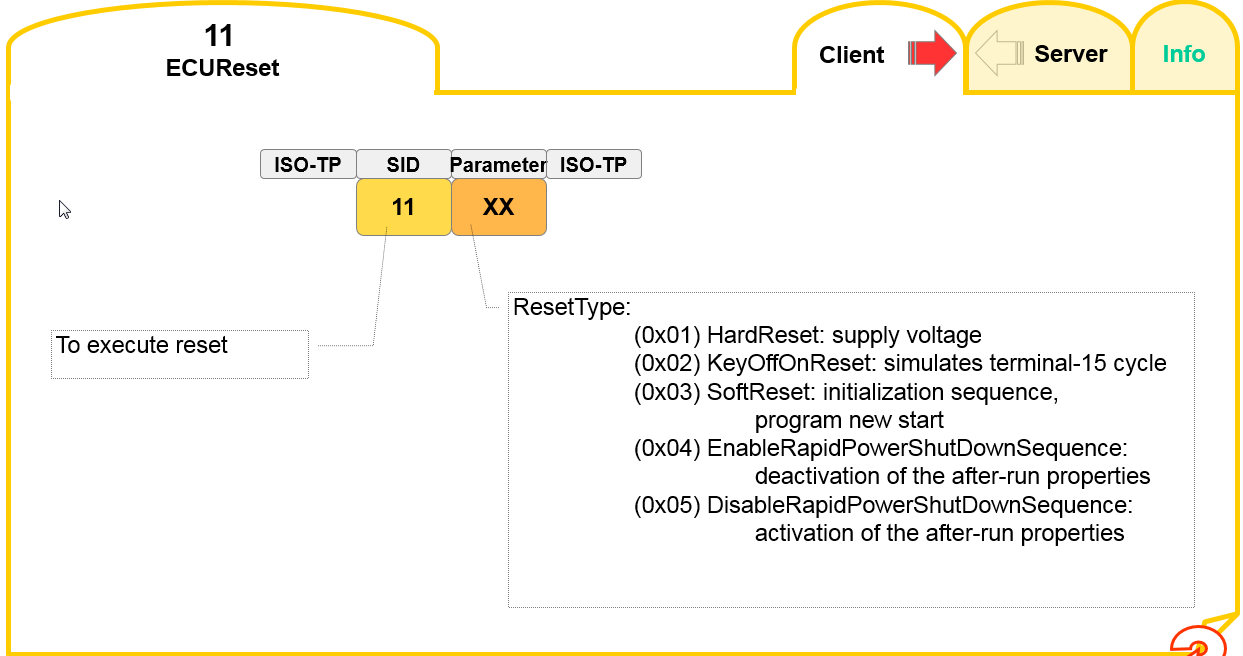 11
ECUReset
Client
Server
Info
ISO-TP
SID
Parameter
ISO-TP
11
XX
To execute reset
ResetType:
(0x01) HardReset: supply voltage
(0x02) KeyOffOnReset: simulates terminal-15 cycle
(0x03) SoftReset: initialization sequence,
program new start
(0x04) EnableRapidPowerShutDownSequence:
deactivation of the after-run properties
(0x05) DisableRapidPowerShutDownSequence:
activation of the after-run properties